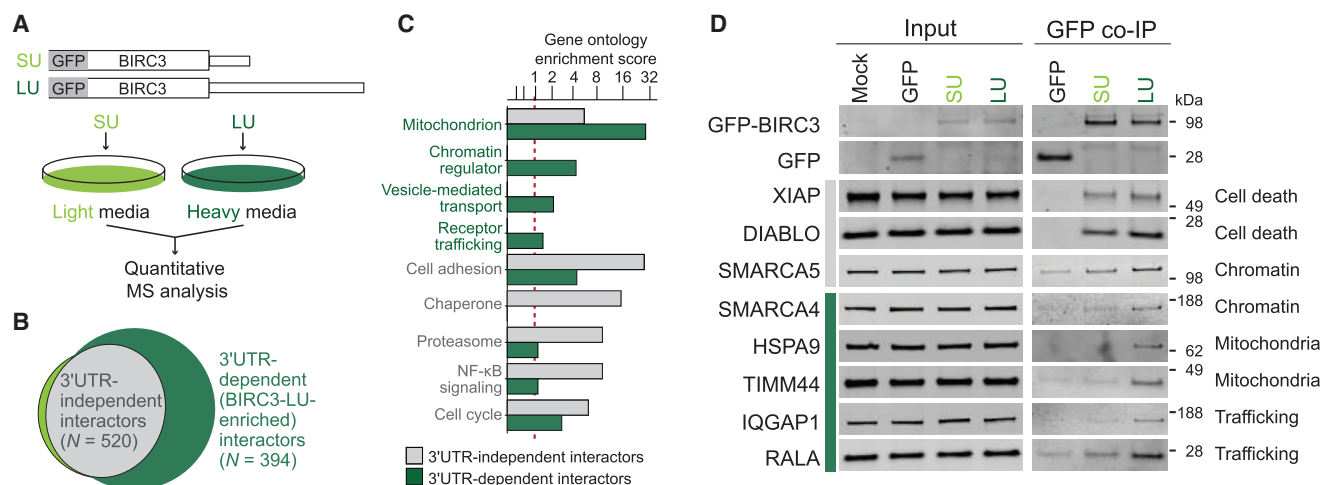 A
SU GFP BIRC3
LU GFP BIRC3
SU LU
Light media Heavy media
Quantitative
MS analysis
B
3'UTR-
independent
interactors
(N = 520)
3'UTR-
dependent
(BIRC3-LU-
enriched)
interactors
(N = 394)
C
Gene ontology
enrichment score
1 2 4 8 16 32
Mitochondrion
Chromatin
regulator
Vesicle-mediated
transport
Receptor
trafficking
Cell adhesion
Chaperone
Proteasome
NF-κB
signaling
Cell cycle
3'UTR-independent interactors
3'UTR-dependent interactors
D
Input GFP co-IP
Mock GFP SU LU GFP SU LU
kDa
GFP-BIRC3 98
GFP 28
XIAP 49 Cell death
DIABLO 28 Cell death
SMARCA5 98 Chromatin
SMARCA4 188 Chromatin
HSPA9 62 Mitochondria
TIMM44 49 Mitochondria
IQGAP1 188 Trafficking
RALA 28 Trafficking